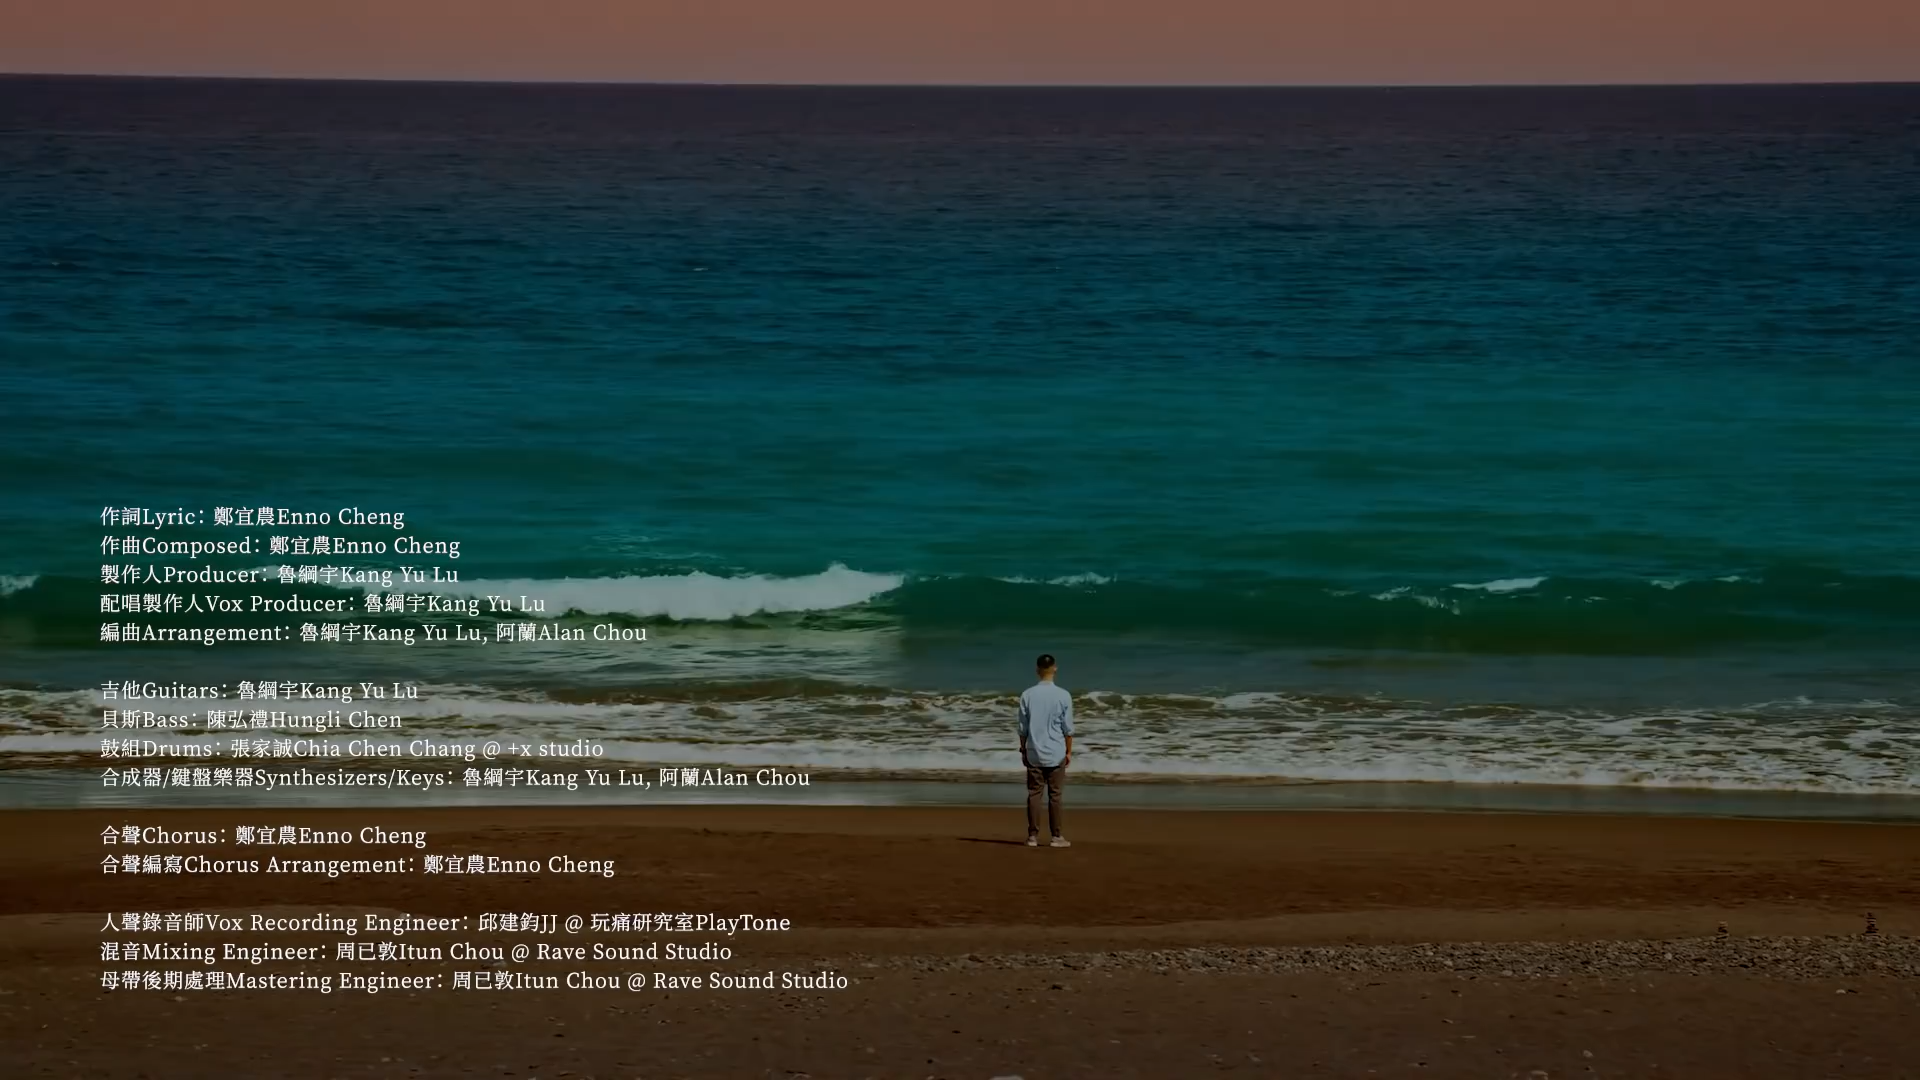 作詞Lyric：鄭宜農Enno Cheng
作曲Composed：鄭宜農Enno Cheng
製作人Producer：魯綱宇Kang Yu Lu
配唱製作人Vox Producer：魯綱宇Kang Yu Lu
編曲Arrangement：魯綱宇Kang Yu Lu, 阿蘭Alan Chou
吉他Guitars：魯綱宇Kang Yu Lu
貝斯Bass：陳弘禮Hungli Chen
鼓組Drums：張家誠Chia Chen Chang @ +x studio
合成器/鍵盤樂器Synthesizers/Keys：魯綱宇Kang Yu Lu, 阿蘭Alan Chou
合聲Chorus：鄭宜農Enno Cheng
合聲編寫Chorus Arrangement：鄭宜農Enno Cheng
人聲錄音師Vox Recording Engineer：邱建鈞JJ @ 玩痛研究室PlayTone
混音Mixing Engineer：周已敦Itun Chou @ Rave Sound Studio
母帶後期處理Mastering Engineer：周已敦Itun Chou @ Rave Sound Studio